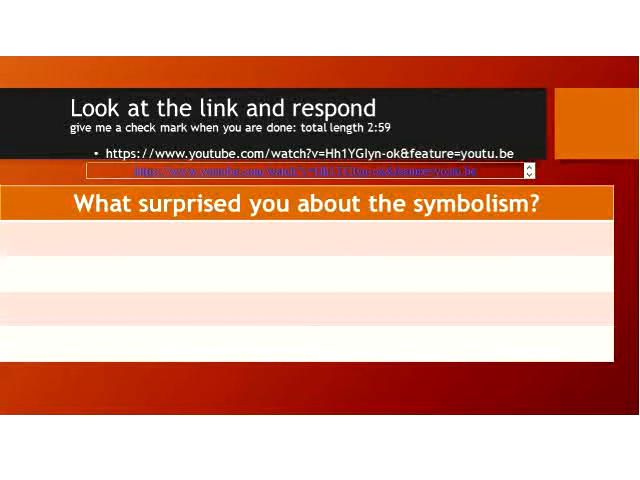 Look at the link and respond
give me a check mark when you are done: total length 2:59
• https://www.youtube.com/watch?v=Hh1YGIyn-ok&feature=youtu.be
https://www.youtube.com/watch?v=Hh1YGIyn-ok&feature=youtu.be
What surprised you about the symbolism?